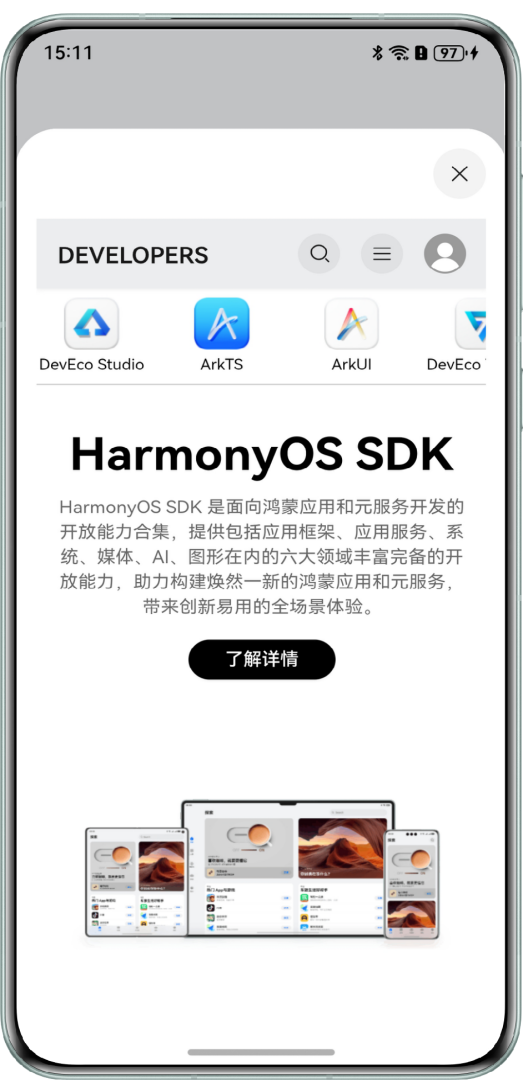 15:11
97
DEVELOPERS
DevEco Studio
ArkTS
ArkUI
DevEco
HarmonyOS SDK
HarmonyOS SDK 是面向鸿蒙应用和元服务开发的
开放能力合集，提供包括应用框架、应用服务、系
统、媒体、AI、图形在内的六大领域丰富完备的开
放能力，助力构建焕然一新的鸿蒙应用和元服务，
带来创新易用的全场景体验。
了解详情